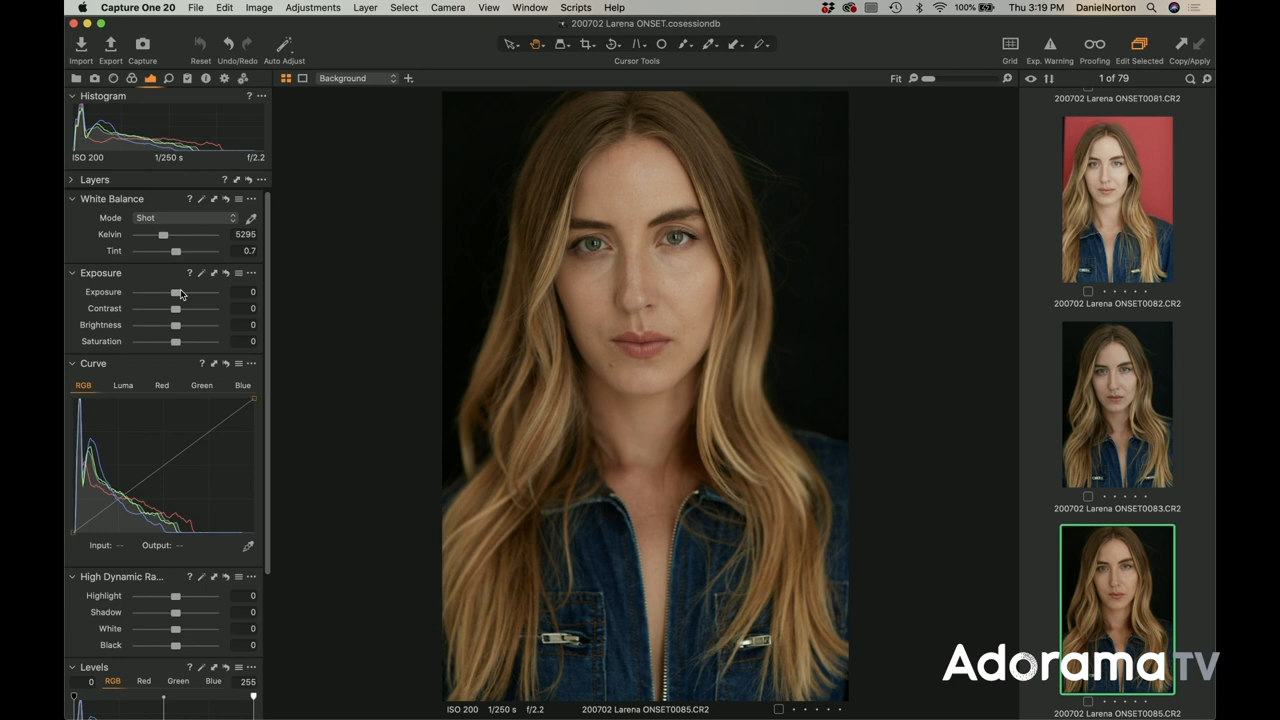 Capture One 20 File Edit Image Adjustments Layer Select Camera View Window Scripts Help 100% Thu 3:19 PM DanielNorton
200702 Larena ONSET.cosessiondb
Import Export Capture Reset Undo/Redo Auto Adjust Cursor Tools Grid Exp. Warning Proofing Edit Selected Copy/Apply
Background Fit 1 of 79
Histogram ?
ISO 200 1/250 s f/2.2
Layers ?
White Balance ?
Mode Shot
Kelvin 5295
Tint 0.7
Exposure ?
Exposure 0
Contrast 0
Brightness 0
Saturation 0
Curve ?
RGB Luma Red Green Blue
Input: -- Output: --
High Dynamic Ra... ?
Highlight 0
Shadow 0
White 0
Black 0
Levels ?
0 RGB Red Green Blue 255
ISO 200 1/250 s f/2.2 200702 Larena ONSET0085.CR2
200702 Larena ONSET0081.CR2
200702 Larena ONSET0082.CR2
200702 Larena ONSET0083.CR2
200702 Larena ONSET0085.CR2
Adorama TV